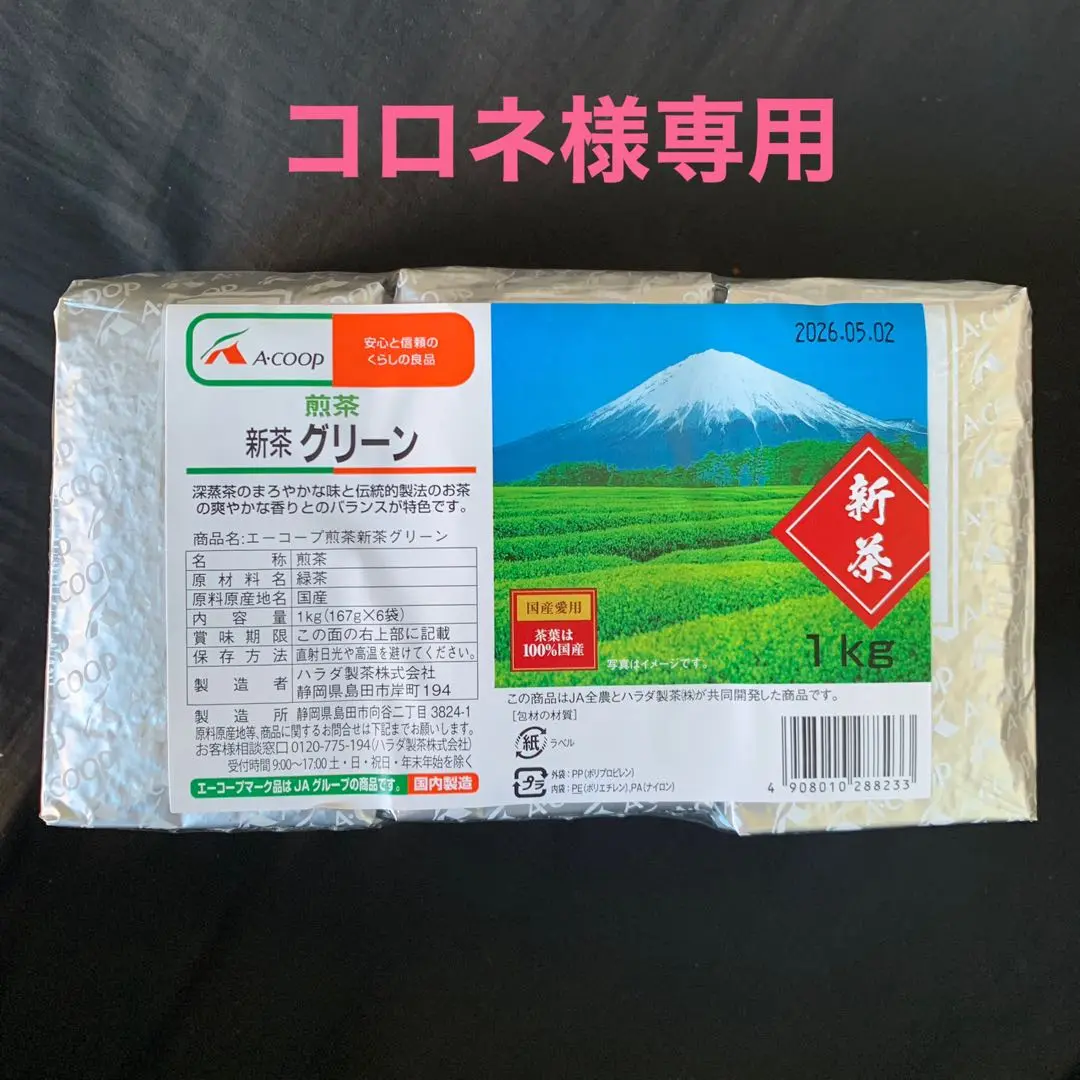 コロネ様専用
A·COOP
安心と信頼の
くらしの良品
煎茶
新茶 グリーン
深蒸茶のまろやかな味と伝統的製法のお茶
の爽やかな香りとのバランスが特色です。
商品名:エーコープ煎茶新茶グリーン
名称 煎茶
原材料名 緑茶
原料原産地名 国産
内容量 1kg(167g×6袋)
賞味期限 この面の右上部に記載
保存方法 直射日光や高温を避けてください。
製造者 ハラダ製茶株式会社
静岡県島田市岸町194
製造所 静岡県島田市向谷二丁目3824-1
原料原産地等、商品に関するお問合せは下記までお願いします。
お客様相談窓口0120-775-194(ハラダ製茶株式会社)
受付時間 9:00〜17:00 土・日・祝日・年末年始を除く
エーコープマーク品はJAグループの商品です。 国内製造
2026.05.02
新茶
国産愛用
茶葉は
100%国産
写真はイメージです。
1kg
この商品はJA全農とハラダ製茶㈱が共同開発した商品です。
[包材の材質]
紙 ラベル
プラ 外袋:PP(ポリプロピレン)
内袋:PE(ポリエチレン),PA(ナイロン)
4 908010 288233